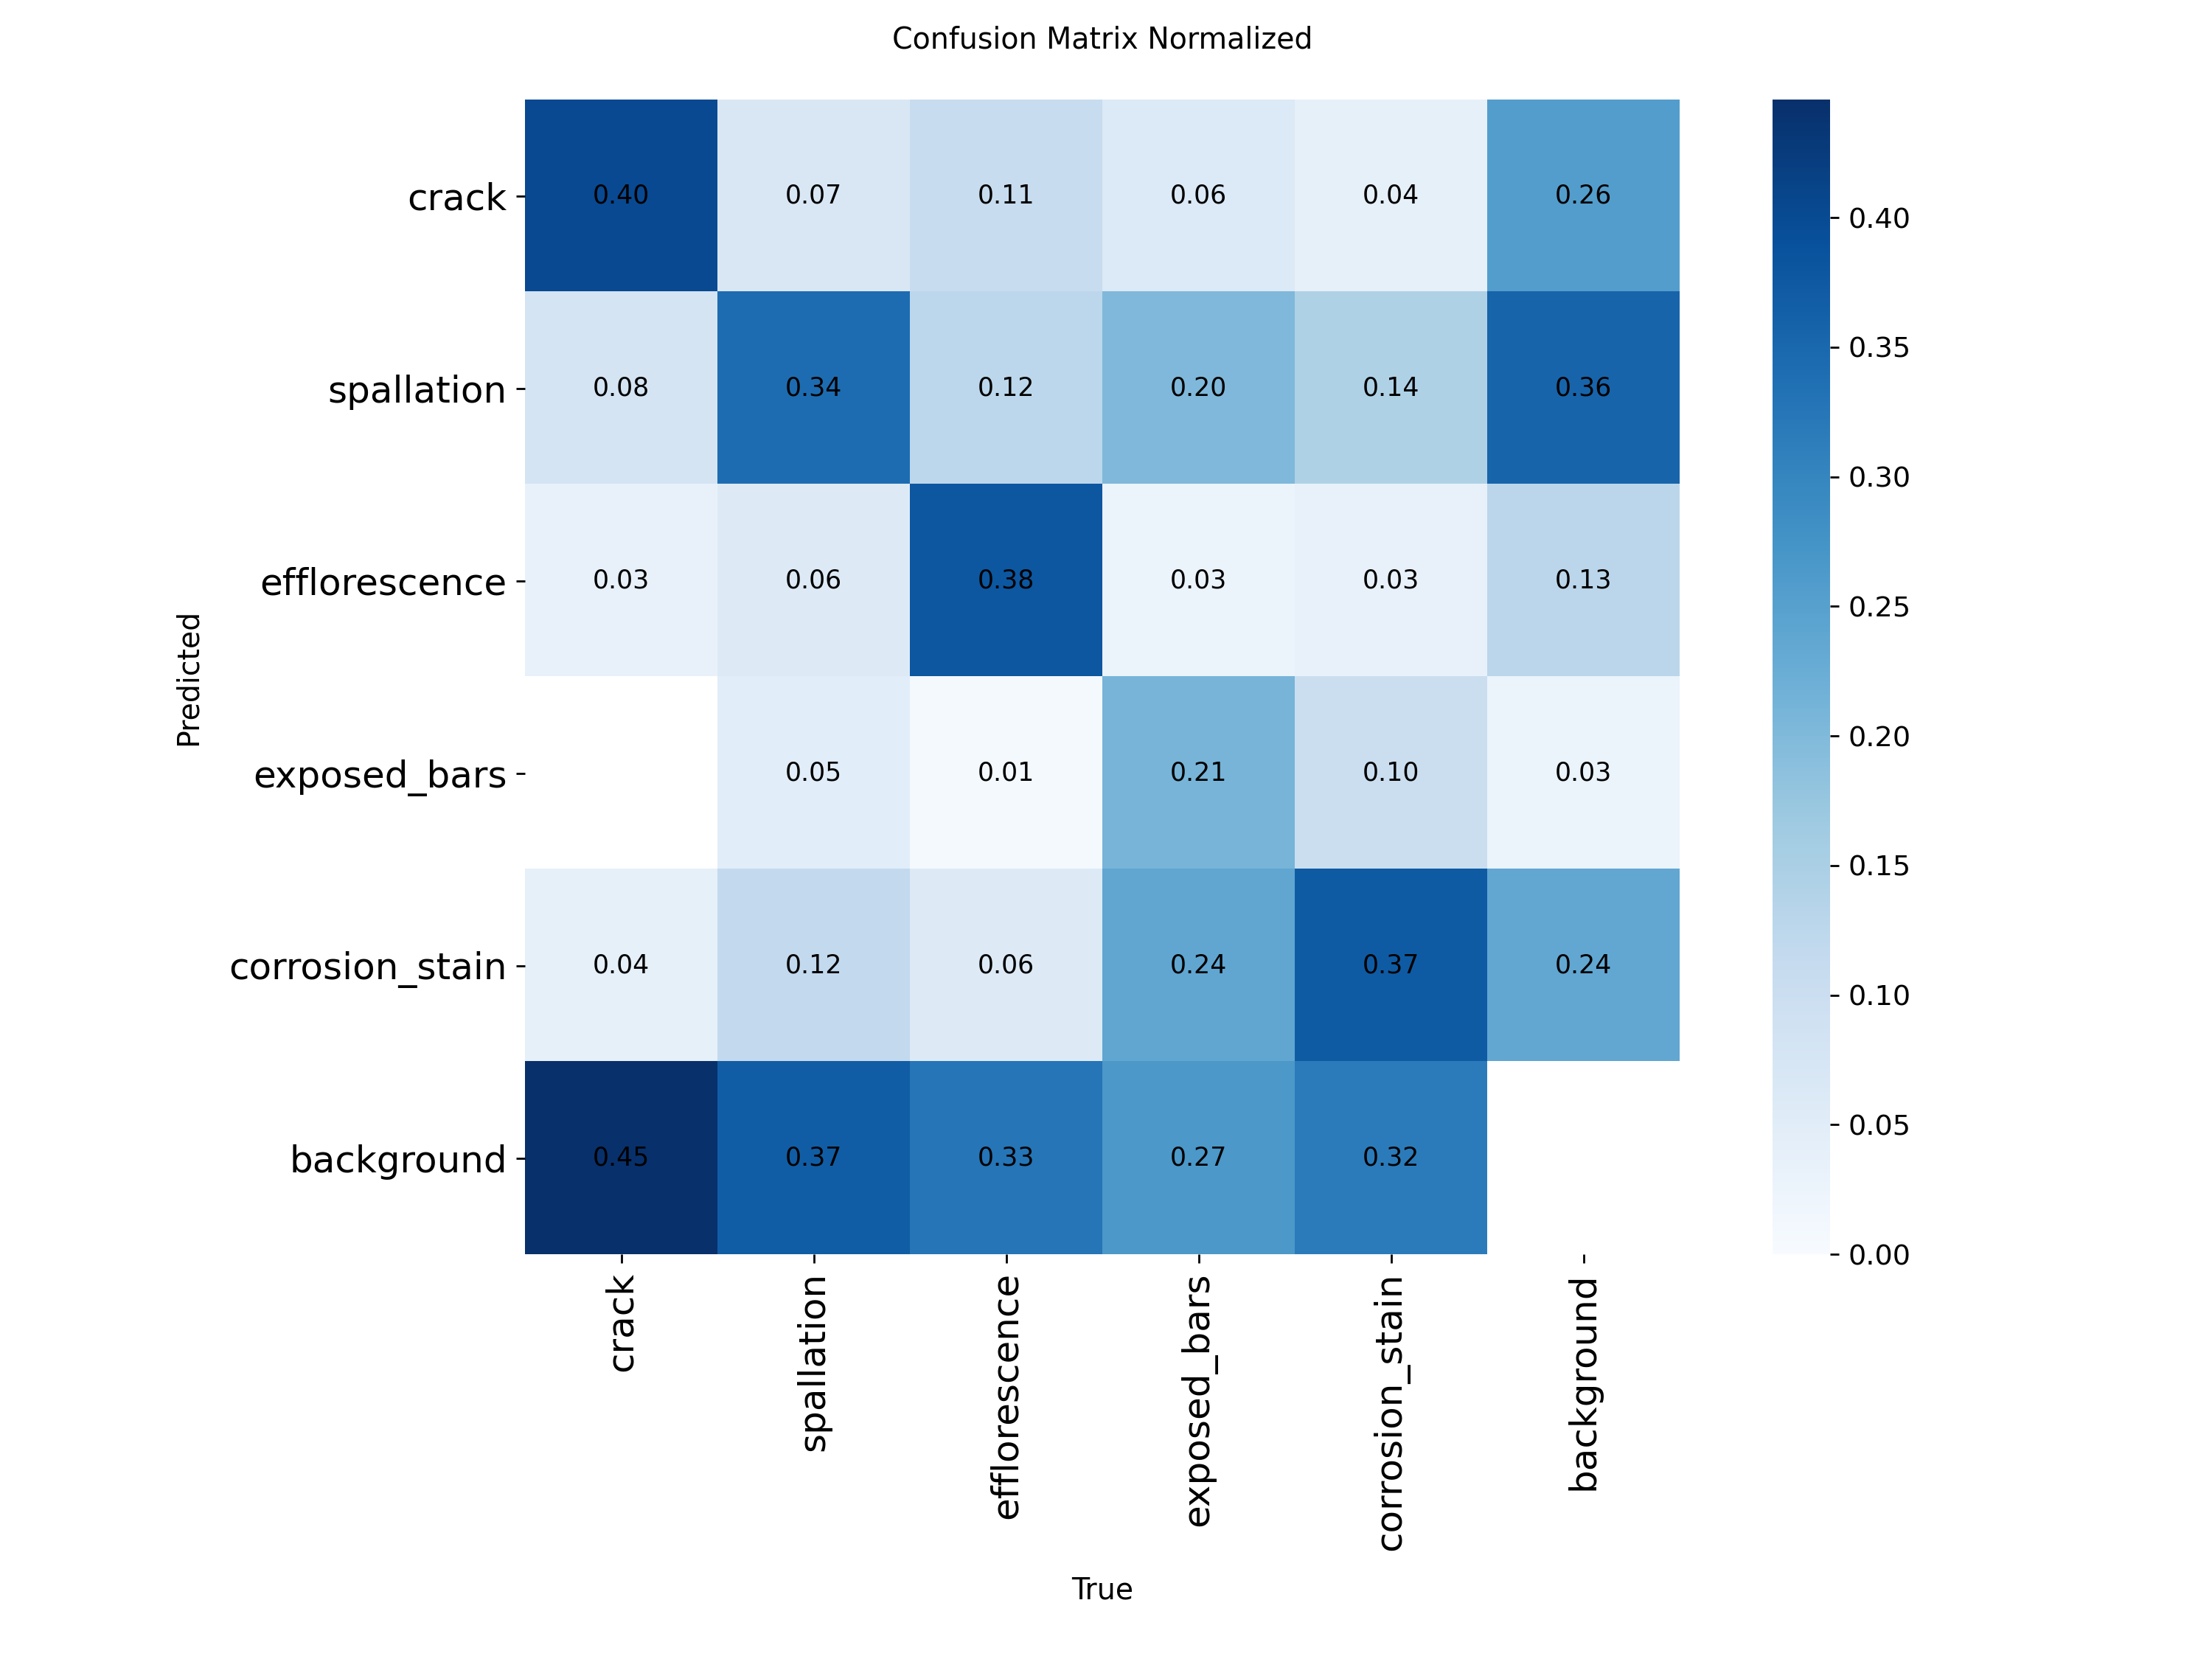 Confusion Matrix Normalized
crack 0.40 0.07 0.11 0.06 0.04 0.26
spallation 0.08 0.34 0.12 0.20 0.14 0.36
efflorescence 0.03 0.06 0.38 0.03 0.03 0.13
exposed_bars 0.05 0.01 0.21 0.10 0.03
corrosion_stain 0.04 0.12 0.06 0.24 0.37 0.24
background 0.45 0.37 0.33 0.27 0.32
Predicted
crack spallation efflorescence exposed_bars corrosion_stain background
True
0.40
0.35
0.30
0.25
0.20
0.15
0.10
0.05
0.00